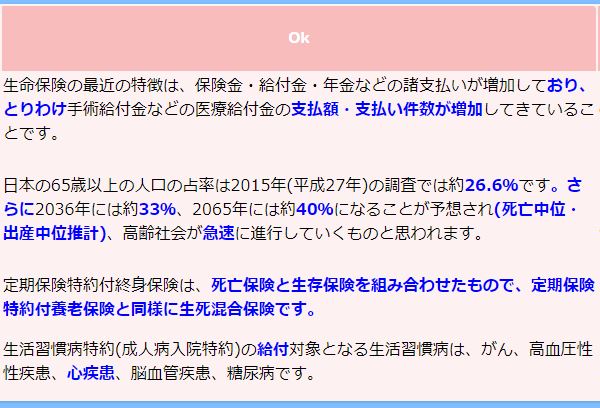 Ok
生命保険の最近の特徴は、保険金・給付金・年金などの諸支払いが増加しており、
とりわけ手術給付金などの医療給付金の支払額・支払い件数が増加してきているこ
とです。
日本の65歳以上の人口の占率は2015年(平成27年)の調査では約26.6%です。さ
らに2036年には約33%、2065年には約40%になることが予想され(死亡中位・
出産中位推計)、高齢社会が急速に進行していくものと思われます。
定期保険特約付終身保険は、死亡保険と生存保険を組み合わせたもので、定期保険
特約付養老保険と同様に生死混合保険です。
生活習慣病特約(成人病入院特約)の給付対象となる生活習慣病は、がん、高血圧性
性疾患、心疾患、脳血管疾患、糖尿病です。